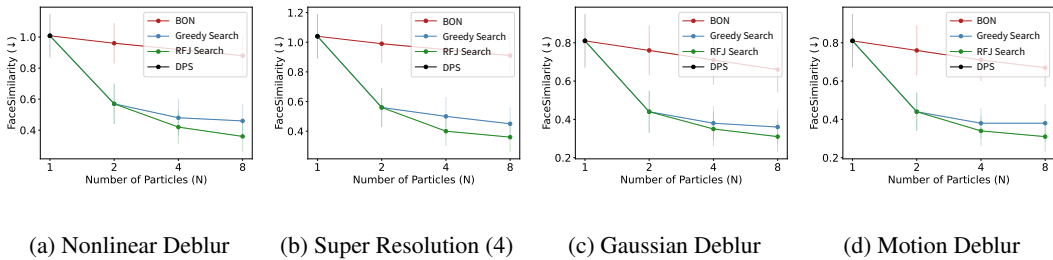 BON
Greedy Search
RFJ Search
DPS
FaceSimilarity (↓)
1.0
0.8
0.6
0.4
1 2 4 8
Number of Particles (N)
(a) Nonlinear Deblur
BON
Greedy Search
RFJ Search
DPS
FaceSimilarity (↓)
1.2
1.0
0.8
0.6
0.4
1 2 4 8
Number of Particles (N)
(b) Super Resolution (4)
BON
Greedy Search
RFJ Search
DPS
FaceSimilarity (↓)
0.8
0.6
0.4
0.2
1 2 4 8
Number of Particles (N)
(c) Gaussian Deblur
BON
Greedy Search
RFJ Search
DPS
FaceSimilarity (↓)
0.8
0.6
0.4
0.2
1 2 4 8
Number of Particles (N)
(d) Motion Deblur